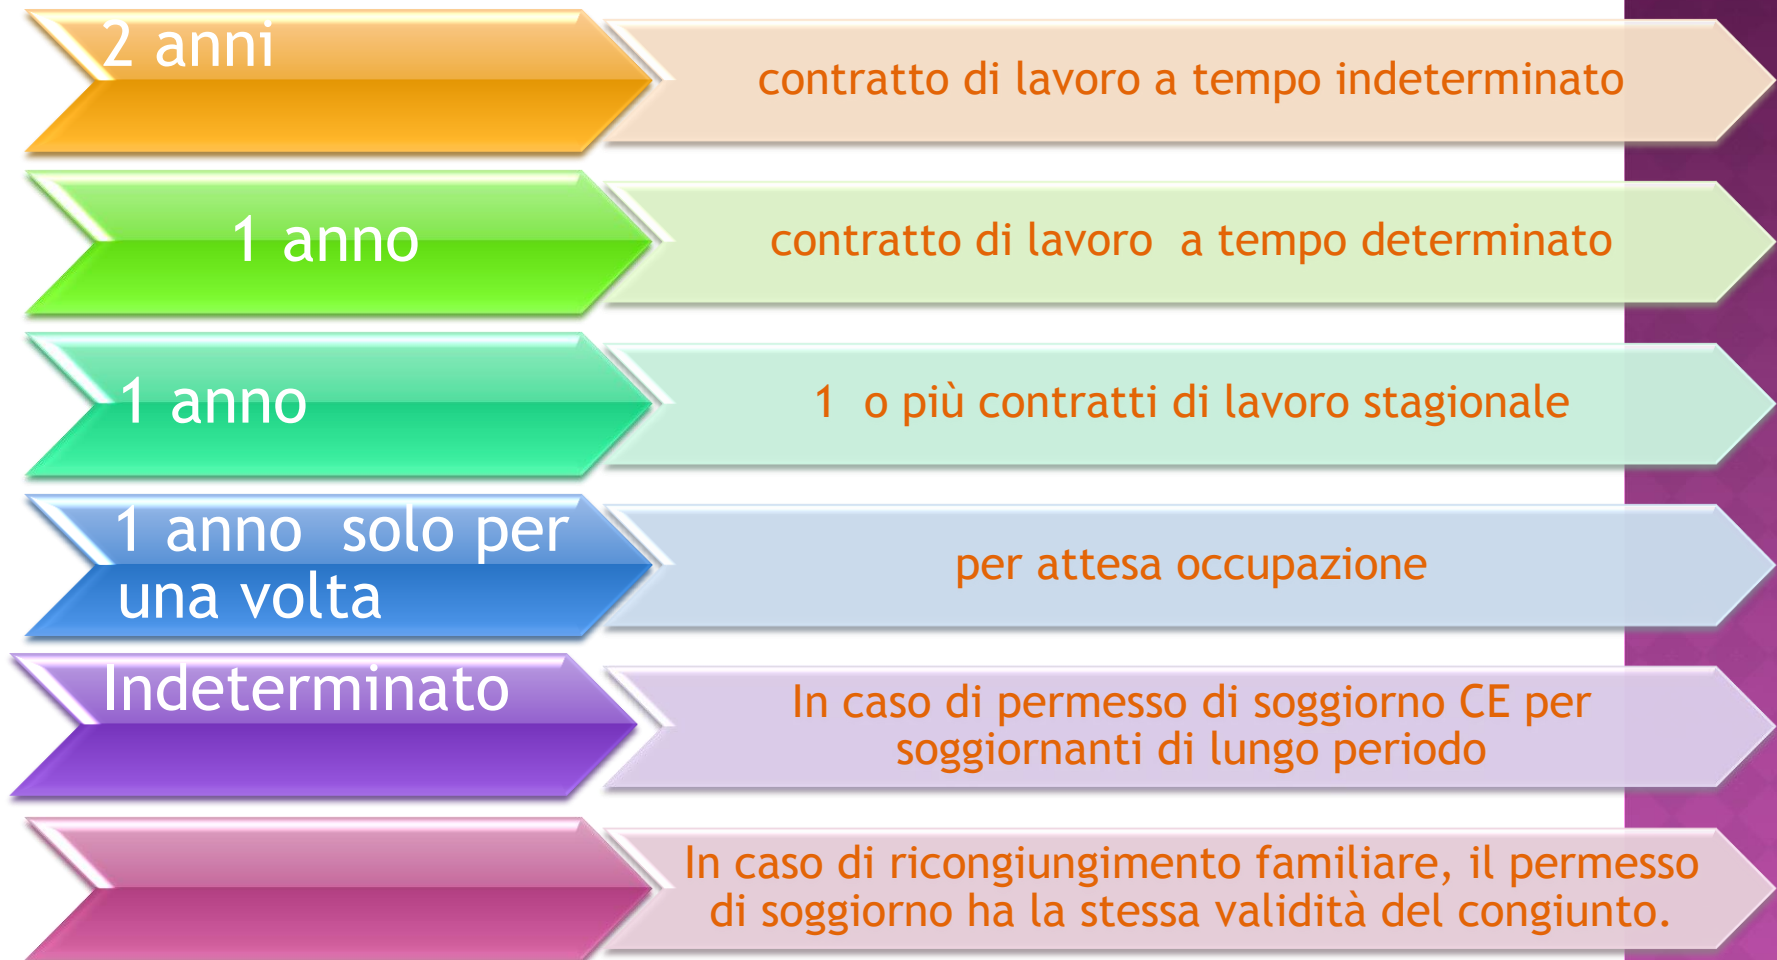 2 anni
contratto di lavoro a tempo indeterminato
1 anno
contratto di lavoro a tempo determinato
1 anno
1 o più contratti di lavoro stagionale
1 anno solo per
una volta
per attesa occupazione
Indeterminato
In caso di permesso di soggiorno CE per
soggiornanti di lungo periodo
In caso di ricongiungimento familiare, il permesso
di soggiorno ha la stessa validità del congiunto.